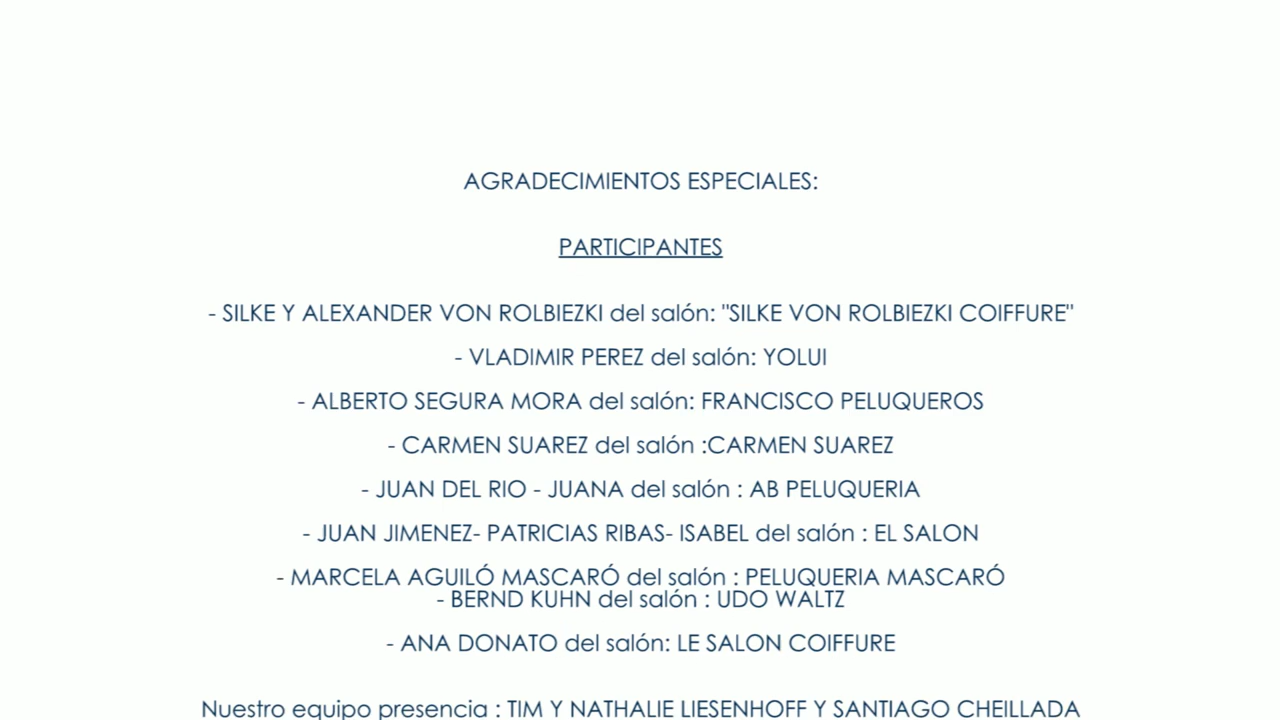 AGRADECIMIENTOS ESPECIALES:
PARTICIPANTES
- SILKE Y ALEXANDER VON ROLBIEZKI del salón: "SILKE VON ROLBIEZKI COIFFURE"
- VLADIMIR PEREZ del salón: YOLUI
- ALBERTO SEGURA MORA del salón: FRANCISCO PELUQUEROS
- CARMEN SUAREZ del salón :CARMEN SUAREZ
- JUAN DEL RIO - JUANA del salón : AB PELUQUERIA
- JUAN JIMENEZ- PATRICIAS RIBAS- ISABEL del salón : EL SALON
- MARCELA AGUILÓ MASCARÓ del salón : PELUQUERIA MASCARÓ
- BERND KUHN del salón : UDO WALTZ
- ANA DONATO del salón: LE SALON COIFFURE
Nuestro equipo presencia : TIM Y NATHALIE LIESENHOFF Y SANTIAGO CHEILLADA